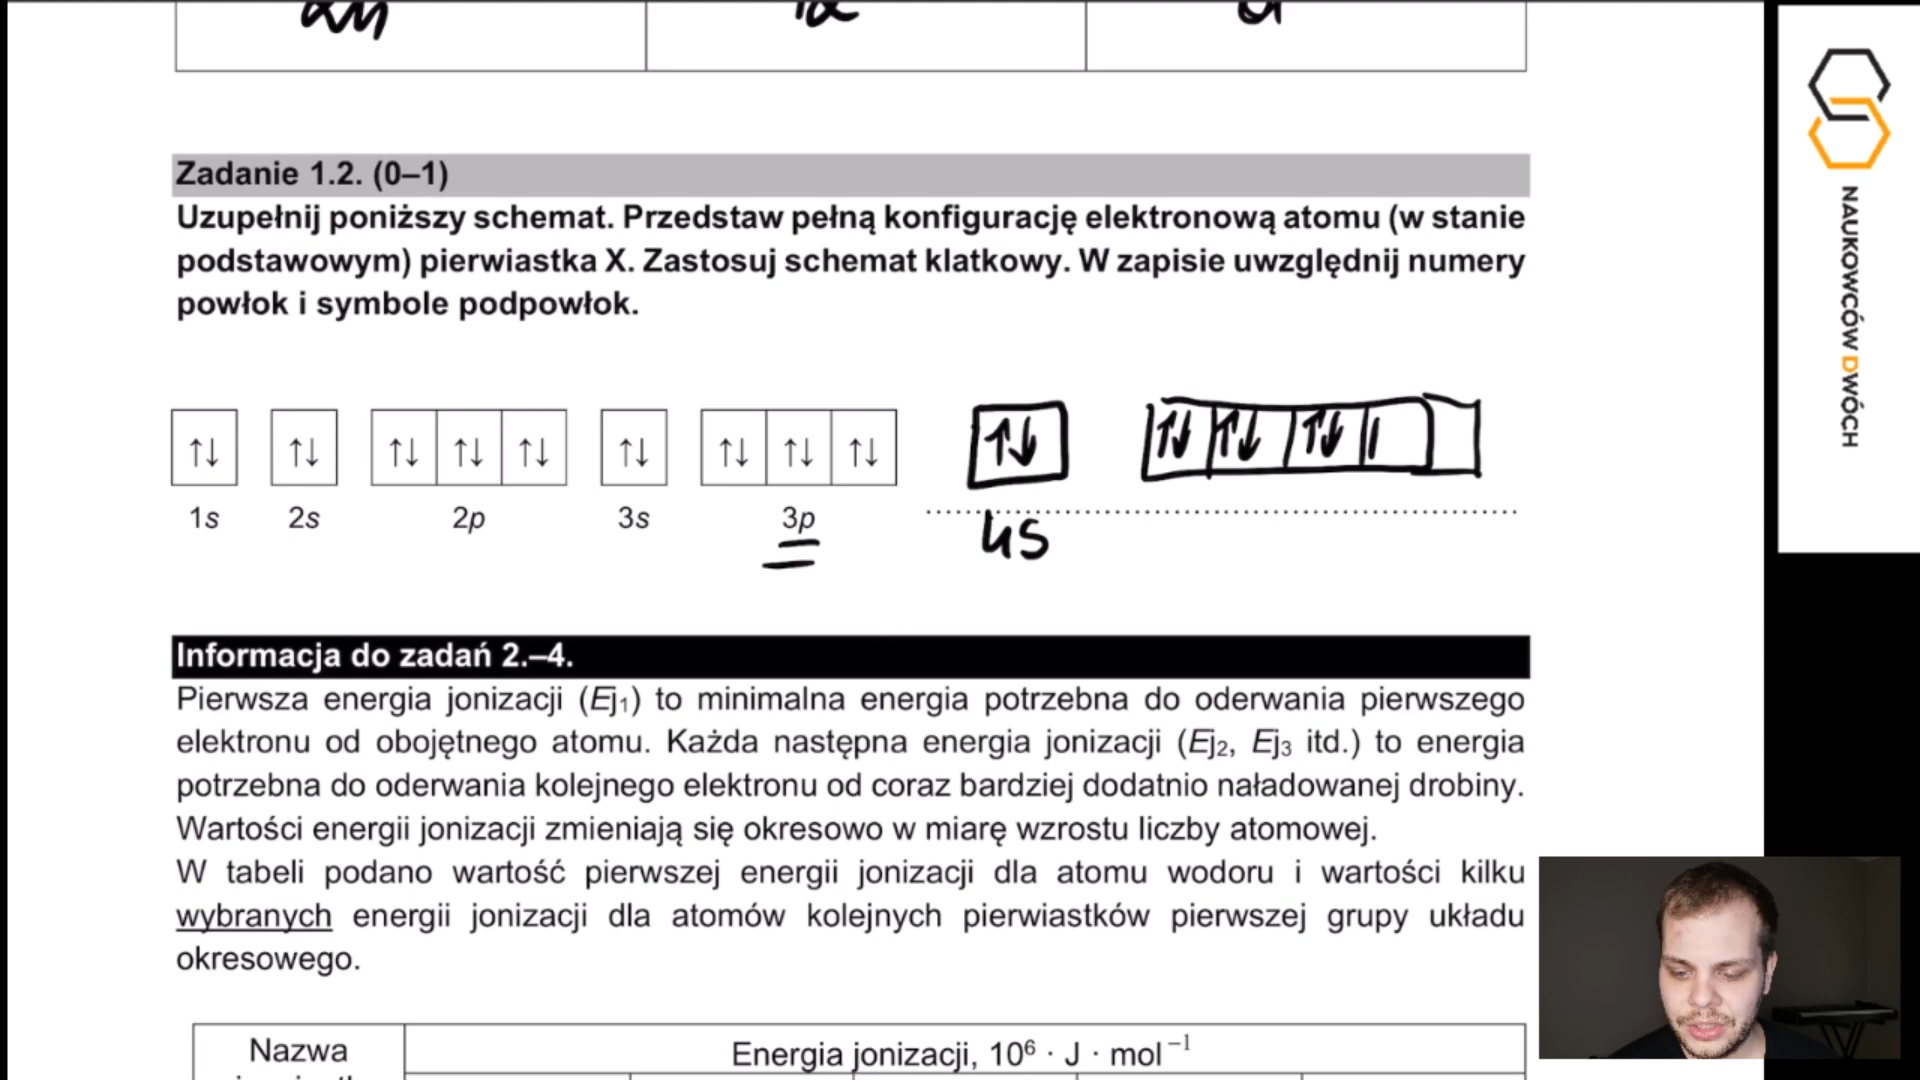 Zn
Zadanie 1.2. (0–1)
Uzupełnij poniższy schemat. Przedstaw pełną konfigurację elektronową atomu (w stanie
podstawowym) pierwiastka X. Zastosuj schemat klatkowy. W zapisie uwzględnij numery
powłok i symbole podpowłok.
↑↓ ↑↓ ↑↓ ↑↓ ↑↓ ↑↓ ↑↓ ↑↓ ↑↓ ↑↓ ↑↓ ↑↓ ↑↓
1s 2s 2p 3s 3p
4s
Informacja do zadań 2.–4.
Pierwsza energia jonizacji (Ej₁) to minimalna energia potrzebna do oderwania pierwszego
elektronu od obojętnego atomu. Każda następna energia jonizacji (Ej₂, Ej₃ itd.) to energia
potrzebna do oderwania kolejnego elektronu od coraz bardziej dodatnio naładowanej drobiny.
Wartości energii jonizacji zmieniają się okresowo w miarę wzrostu liczby atomowej.
W tabeli podano wartość pierwszej energii jonizacji dla atomu wodoru i wartości kilku
wybranych energii jonizacji dla atomów kolejnych pierwiastków pierwszej grupy układu
okresowego.
Nazwa
Energia jonizacji, 10⁶ · J · mol⁻¹
NAUKOWCÓW DWÓCH